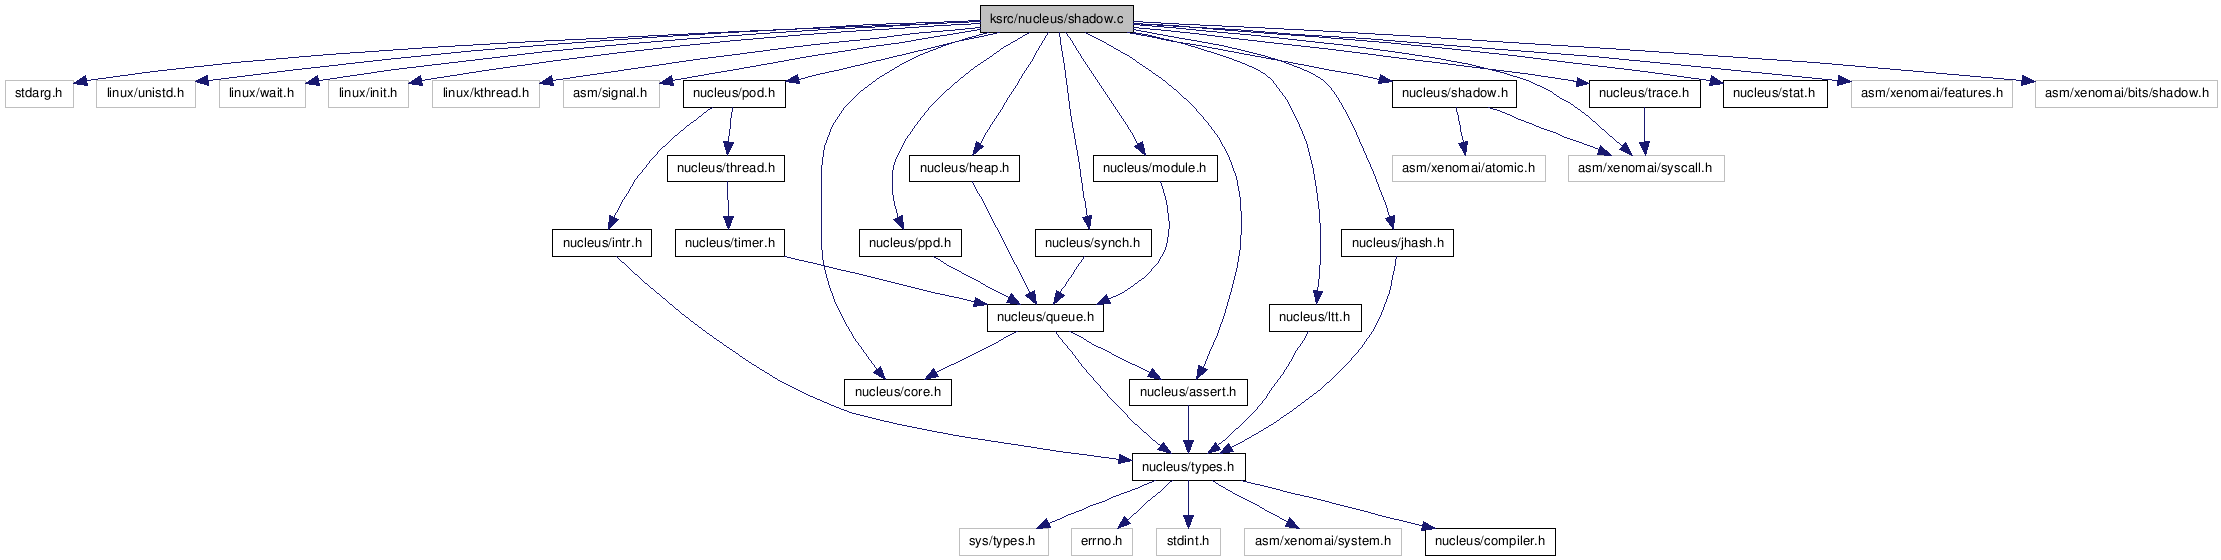 ksrc/nucleus/shadow.c
stdarg.h
linux/unistd.h
linux/wait.h
linux/init.h
linux/kthread.h
asm/signal.h
nucleus/pod.h
nucleus/shadow.h
nucleus/trace.h
nucleus/stat.h
asm/xenomai/features.h
asm/xenomai/bits/shadow.h
nucleus/thread.h
nucleus/heap.h
nucleus/module.h
asm/xenomai/atomic.h
asm/xenomai/syscall.h
nucleus/intr.h
nucleus/timer.h
nucleus/ppd.h
nucleus/synch.h
nucleus/jhash.h
nucleus/queue.h
nucleus/ltt.h
nucleus/core.h
nucleus/assert.h
nucleus/types.h
sys/types.h
errno.h
stdint.h
asm/xenomai/system.h
nucleus/compiler.h